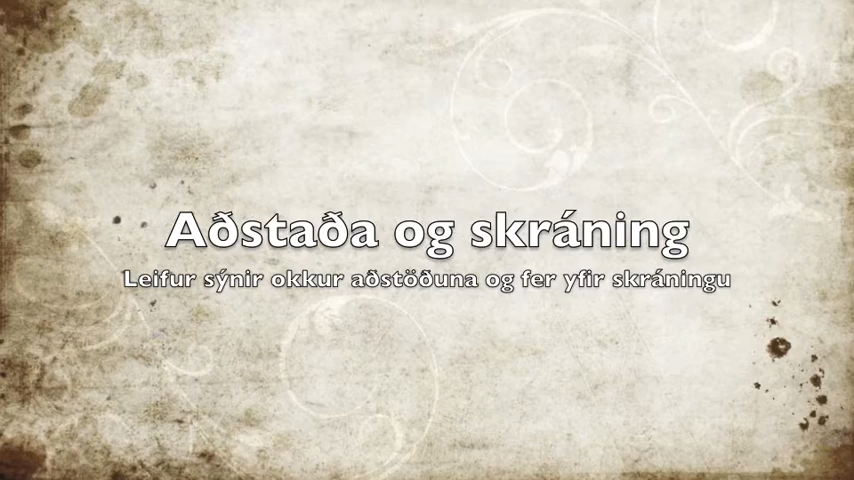 Aðstaða og skráning
Leifur sýnir okkur aðstöðuna og fer yfir skráningu